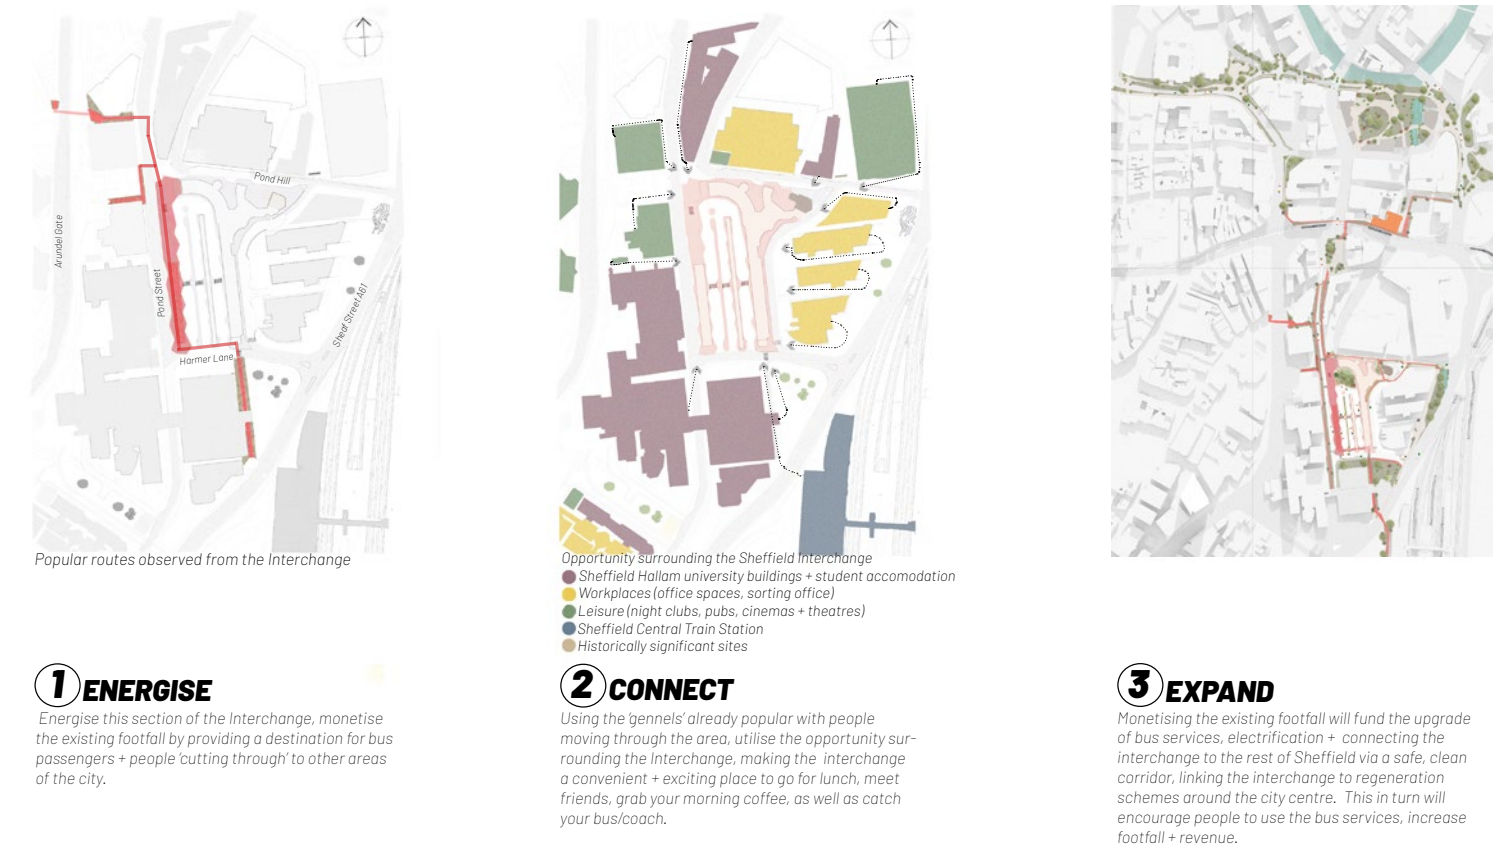 Pond Hill
Arundel Gate
Pond Street
Sheaf Street A61
Harmer Lane
Popular routes observed from the Interchange
1 ENERGISE
Energise this section of the Interchange, monetise
the existing footfall by providing a destination for bus
passengers + people 'cutting through' to other areas
of the city.
Opportunity surrounding the Sheffield Interchange
Sheffield Hallam university buildings + student accomodation
Workplaces (office spaces, sorting office)
Leisure (night clubs, pubs, cinemas + theatres)
Sheffield Central Train Station
Historically significant sites
2 CONNECT
Using the 'gennels' already popular with people
moving through the area, utilise the opportunity sur-
rounding the Interchange, making the interchange
a convenient + exciting place to go for lunch, meet
friends, grab your morning coffee, as well as catch
your bus/coach.
3 EXPAND
Monetising the existing footfall will fund the upgrade
of bus services, electrification + connecting the
interchange to the rest of Sheffield via a safe, clean
corridor, linking the interchange to regeneration
schemes around the city centre. This in turn will
encourage people to use the bus services, increase
footfall + revenue.